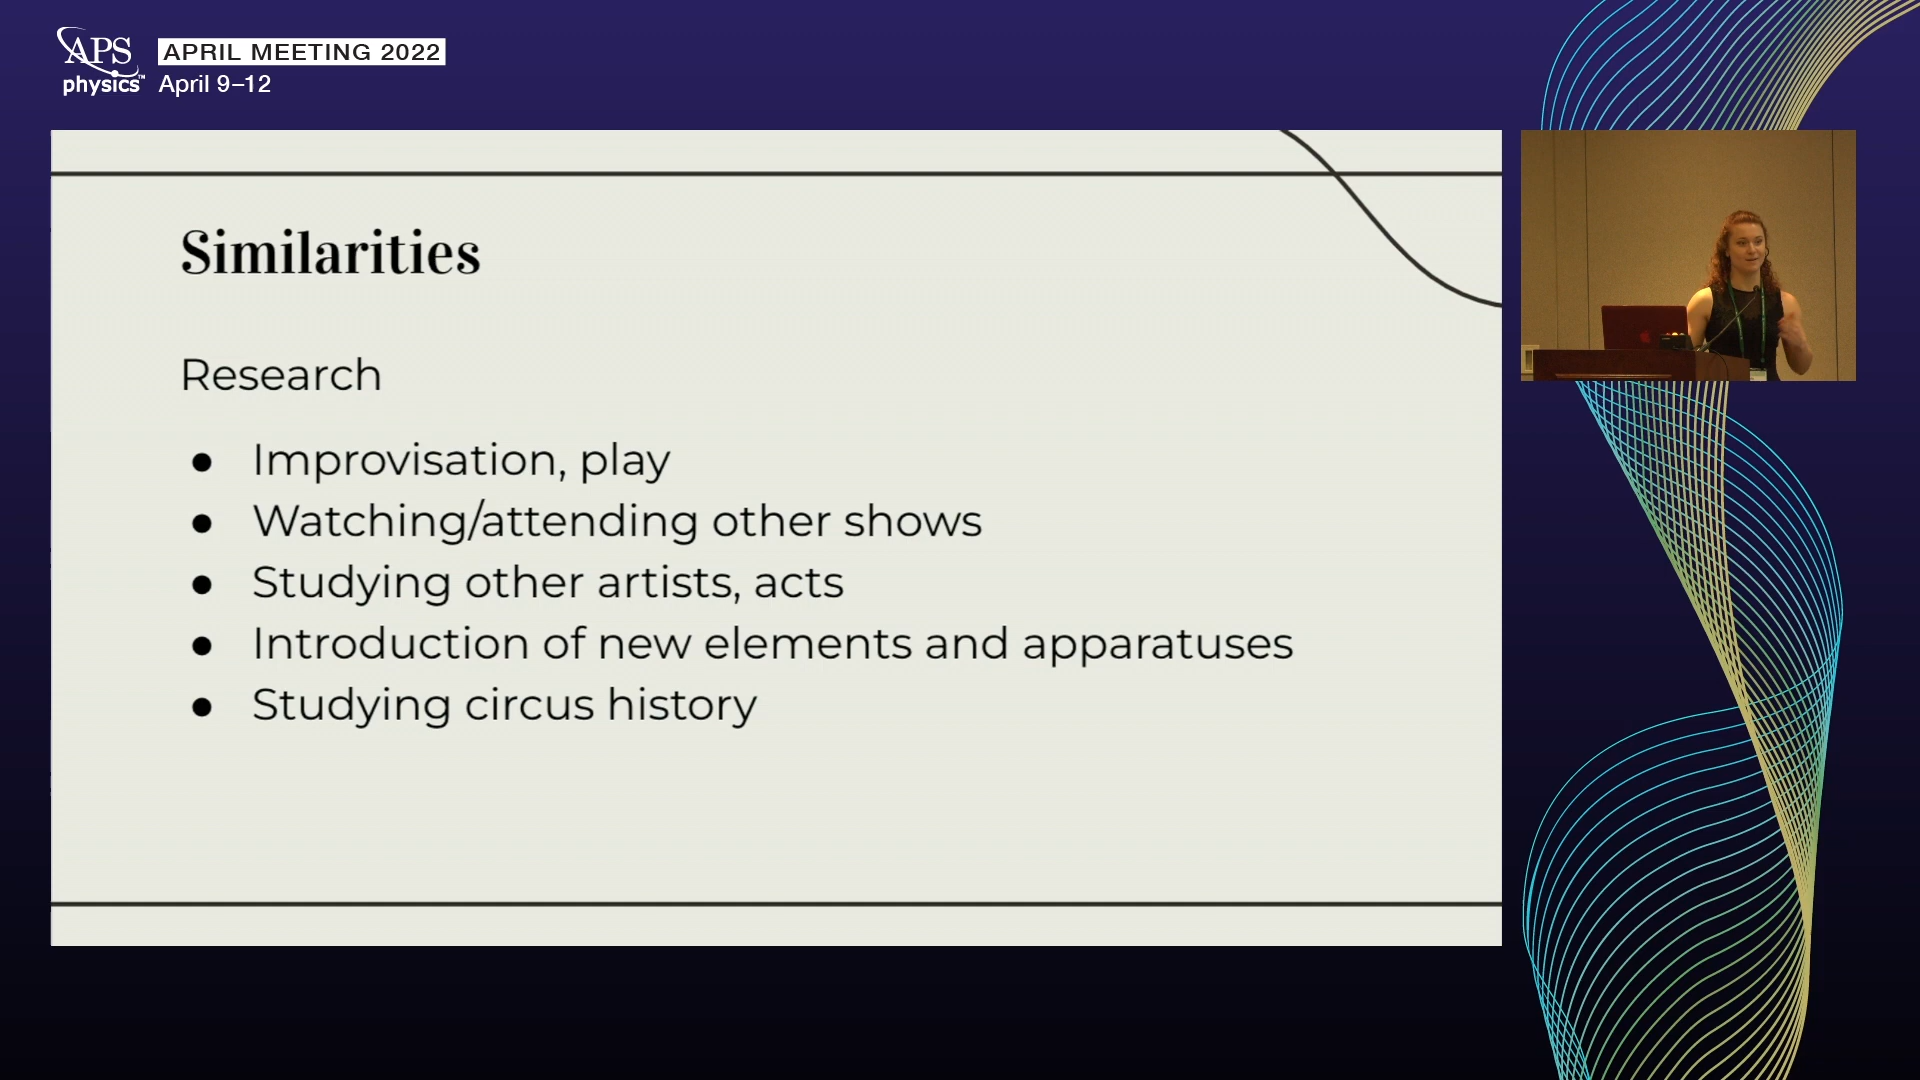 APS
physics™
APRIL MEETING 2022
April 9–12
Similarities
Research
● Improvisation, play
● Watching/attending other shows
● Studying other artists, acts
● Introduction of new elements and apparatuses
● Studying circus history